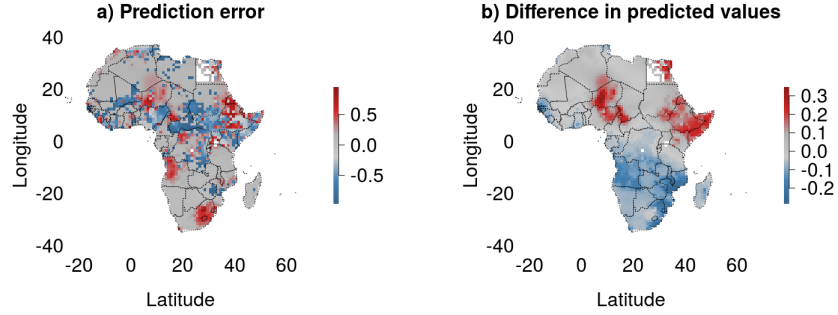 a) Prediction error
40
20
0
-20
-40
Longitude
-20 0 20 40 60
Latitude
0.5
0.0
-0.5
b) Difference in predicted values
40
20
0
-20
-40
Longitude
-20 0 20 40 60
Latitude
0.3
0.2
0.1
0.0
-0.1
-0.2